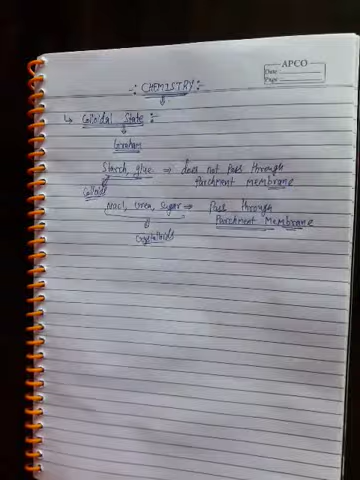 APCO
Date
Page
-: CHEMISTRY :-
↳ Colloidal State :-
Graham
Starch, glue ⇒ does not Pass through
Parchment membrane
Colloids
Nacl, Urea, Sugar ⇒ Pass through
Parchment Membrane
Crystalloids